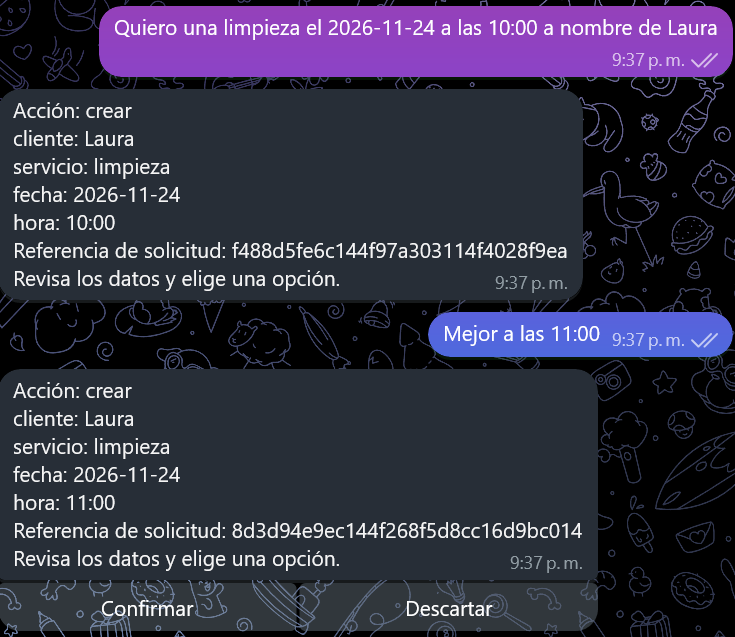 Quiero una limpieza el 2026-11-24 a las 10:00 a nombre de Laura
9:37 p. m.
Acción: crear
cliente: Laura
servicio: limpieza
fecha: 2026-11-24
hora: 10:00
Referencia de solicitud: f488d5fe6c144f97a303114f4028f9ea
Revisa los datos y elige una opción.
9:37 p. m.
Mejor a las 11:00
9:37 p. m.
Acción: crear
cliente: Laura
servicio: limpieza
fecha: 2026-11-24
hora: 11:00
Referencia de solicitud: 8d3d94e9ec144f268f5d8cc16d9bc014
Revisa los datos y elige una opción.
9:37 p. m.
Confirmar
Descartar